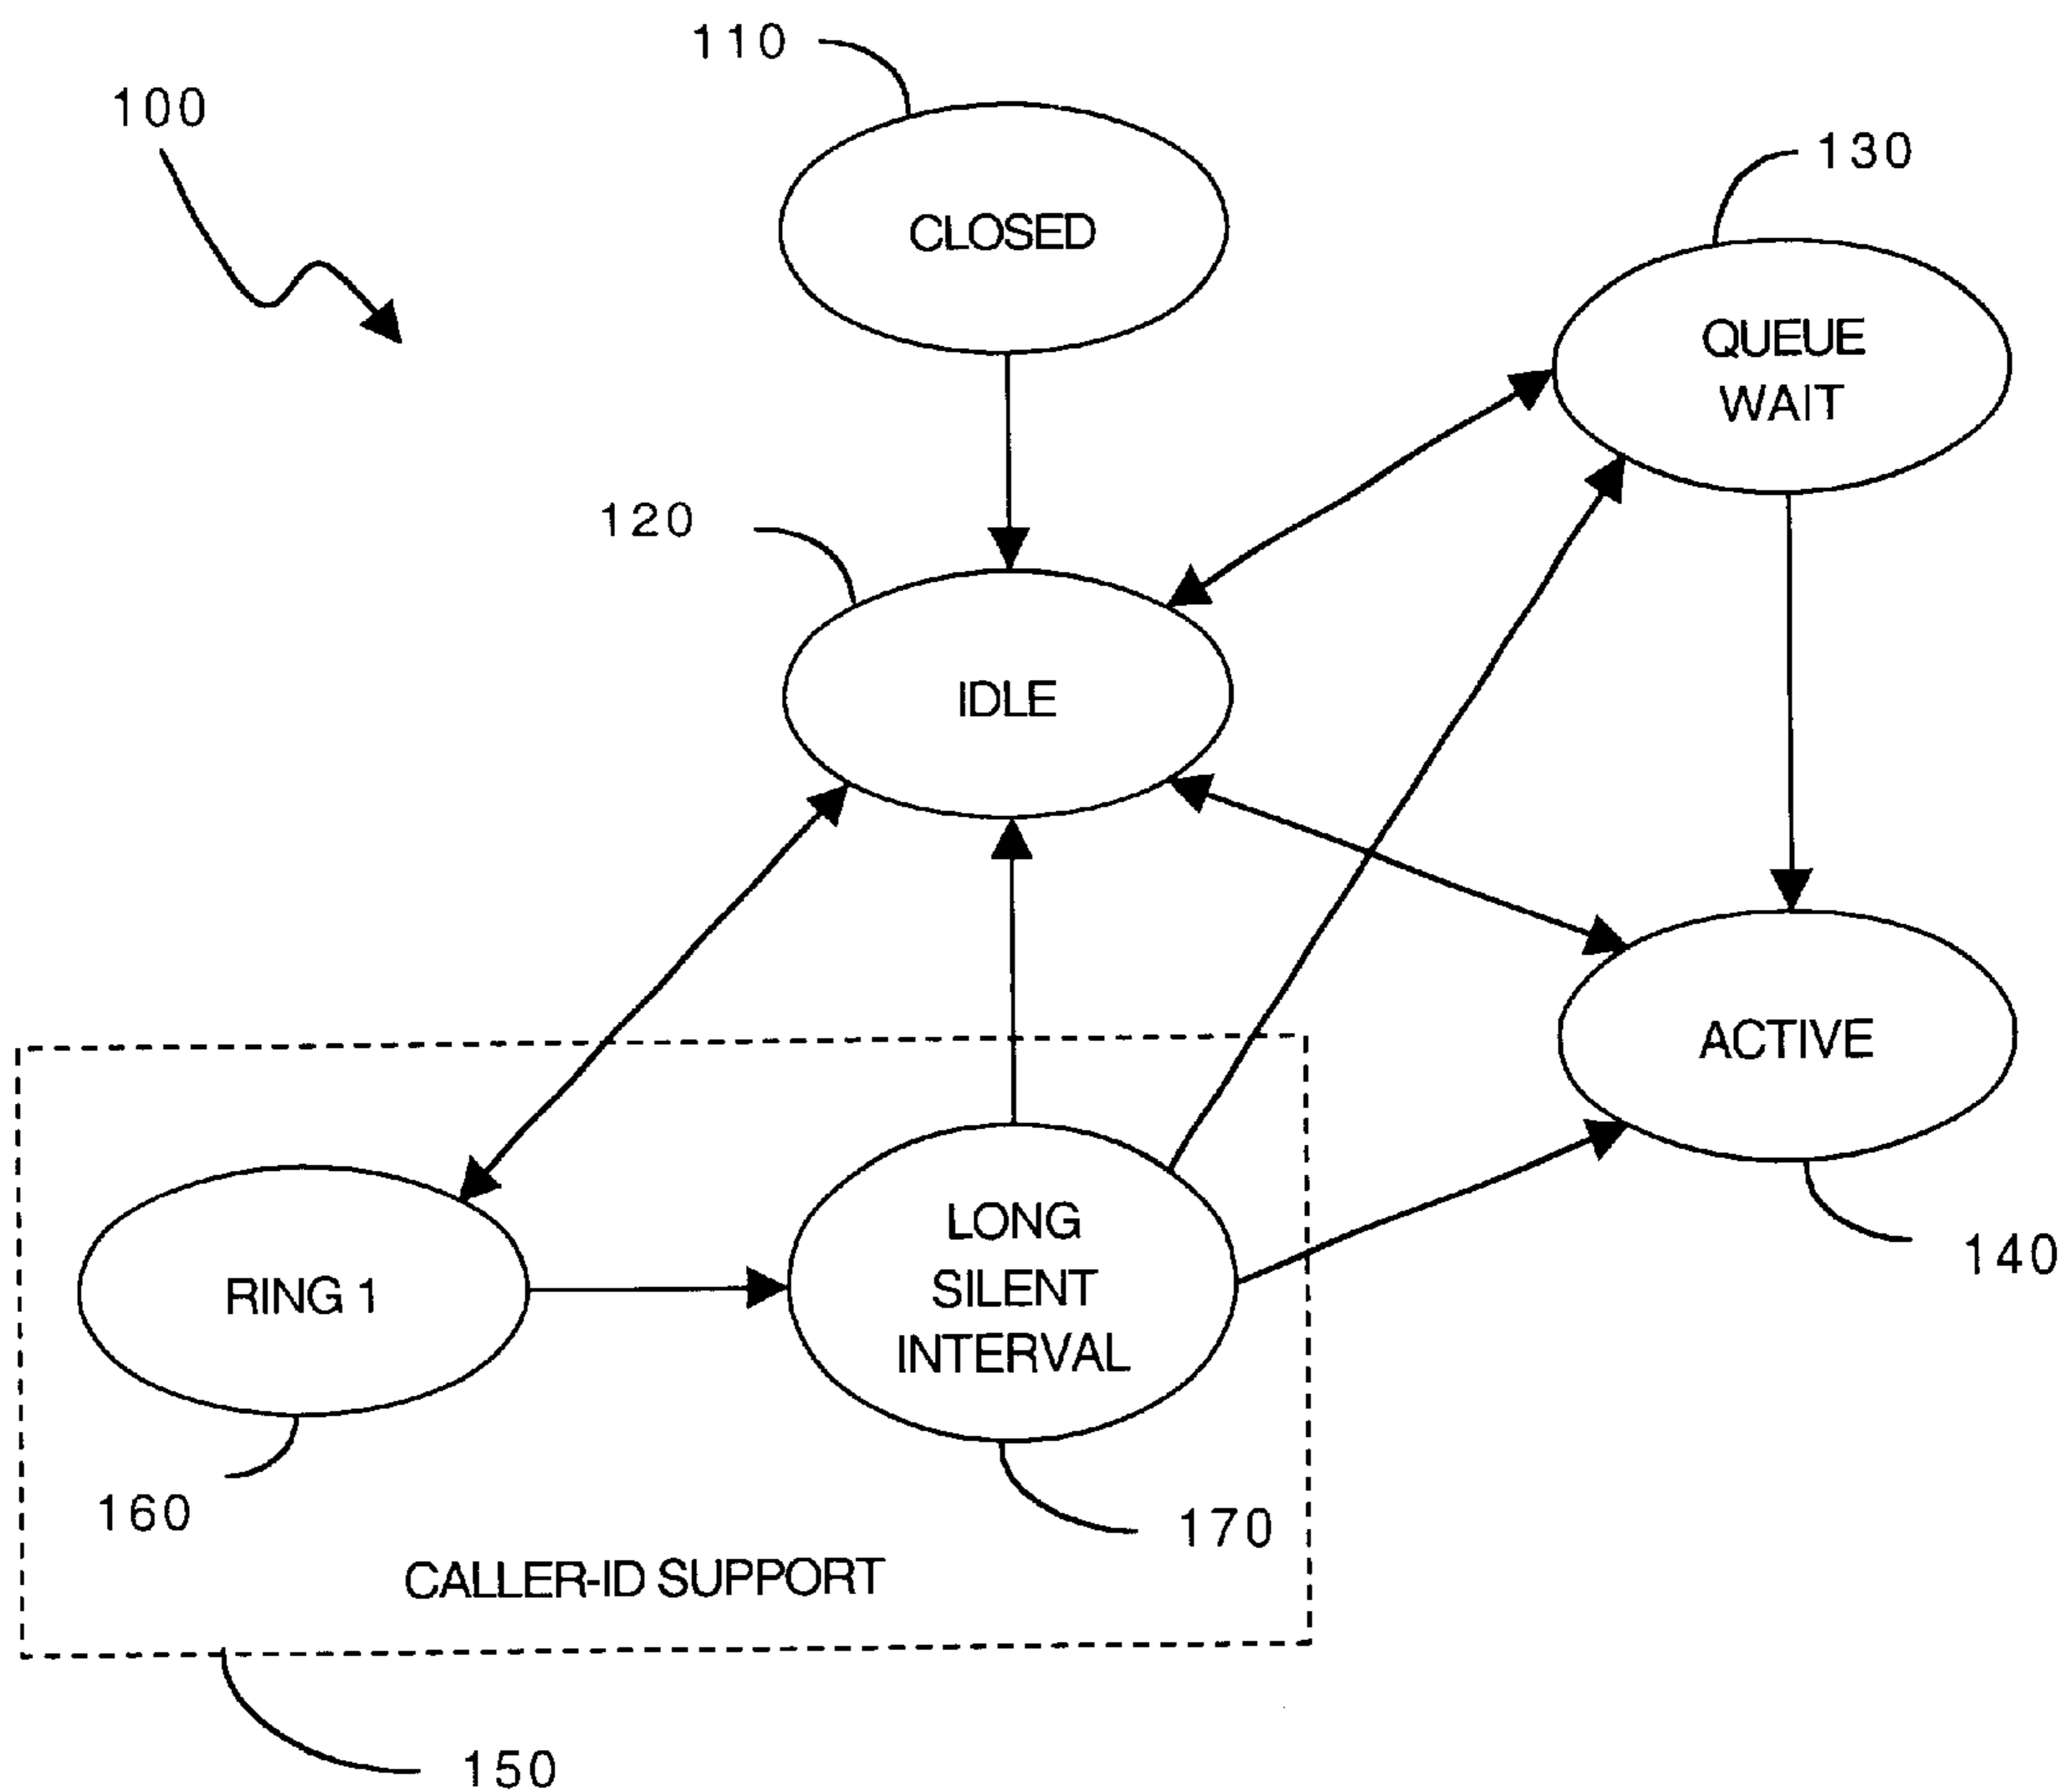 110
100
130
CLOSED
QUEUE
WAIT
120
IDLE
ACTIVE
140
LONG
SILENT
INTERVAL
RING 1
160
170
CALLER-ID SUPPORT
150